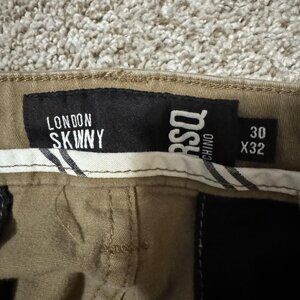 LONDON
SKINNY
RSQ
CHINO
30
X32